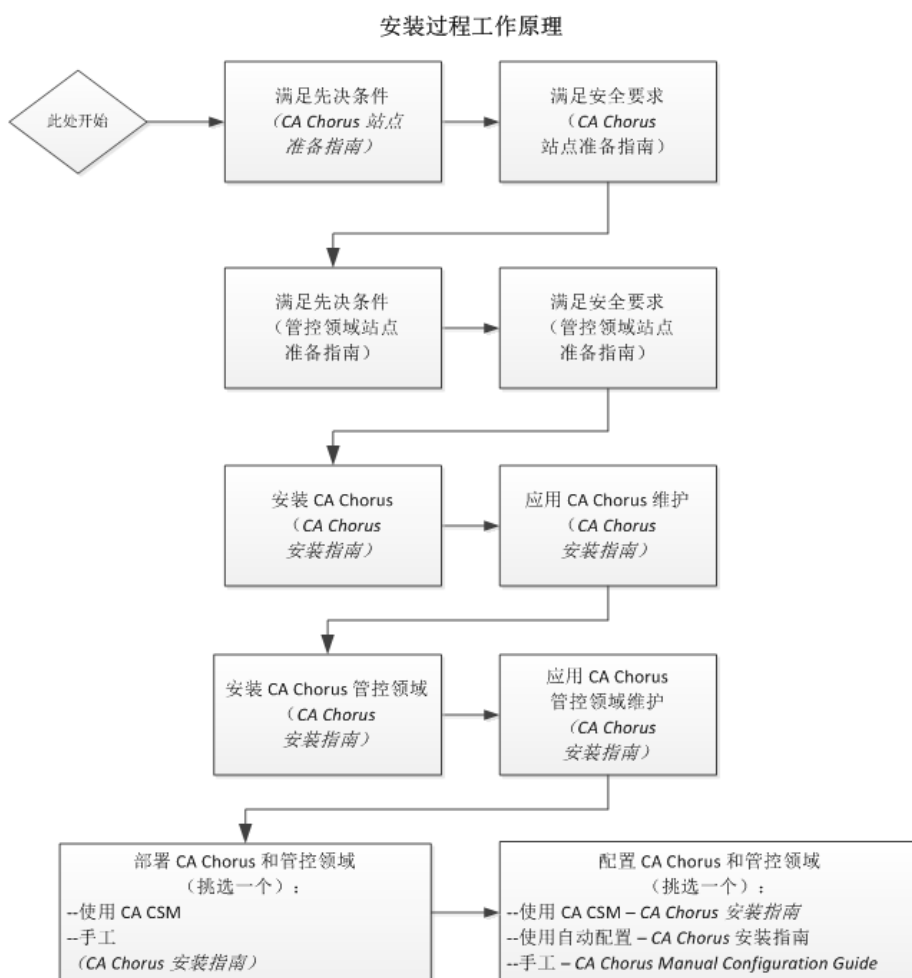 安装过程工作原理
此处开始
满足先决条件
（CA Chorus 站点
准备指南）
满足安全要求
（CA Chorus
站点准备指南）
满足先决条件
（管控领域站点
准备指南）
满足安全要求
（管控领域站点
准备指南）
安装 CA Chorus
（CA Chorus
安装指南）
应用 CA Chorus 维护
（CA Chorus
安装指南）
安装 CA Chorus 管控领域
（CA Chorus
安装指南）
应用 CA Chorus
管控领域维护
（CA Chorus
安装指南）
部署 CA Chorus 和管控领域
（挑选一个）：
--使用 CA CSM
--手工
（CA Chorus 安装指南）
配置 CA Chorus 和管控领域
（挑选一个）：
--使用 CA CSM – CA Chorus 安装指南
--使用自动配置 – CA Chorus 安装指南
--手工 – CA Chorus Manual Configuration Guide